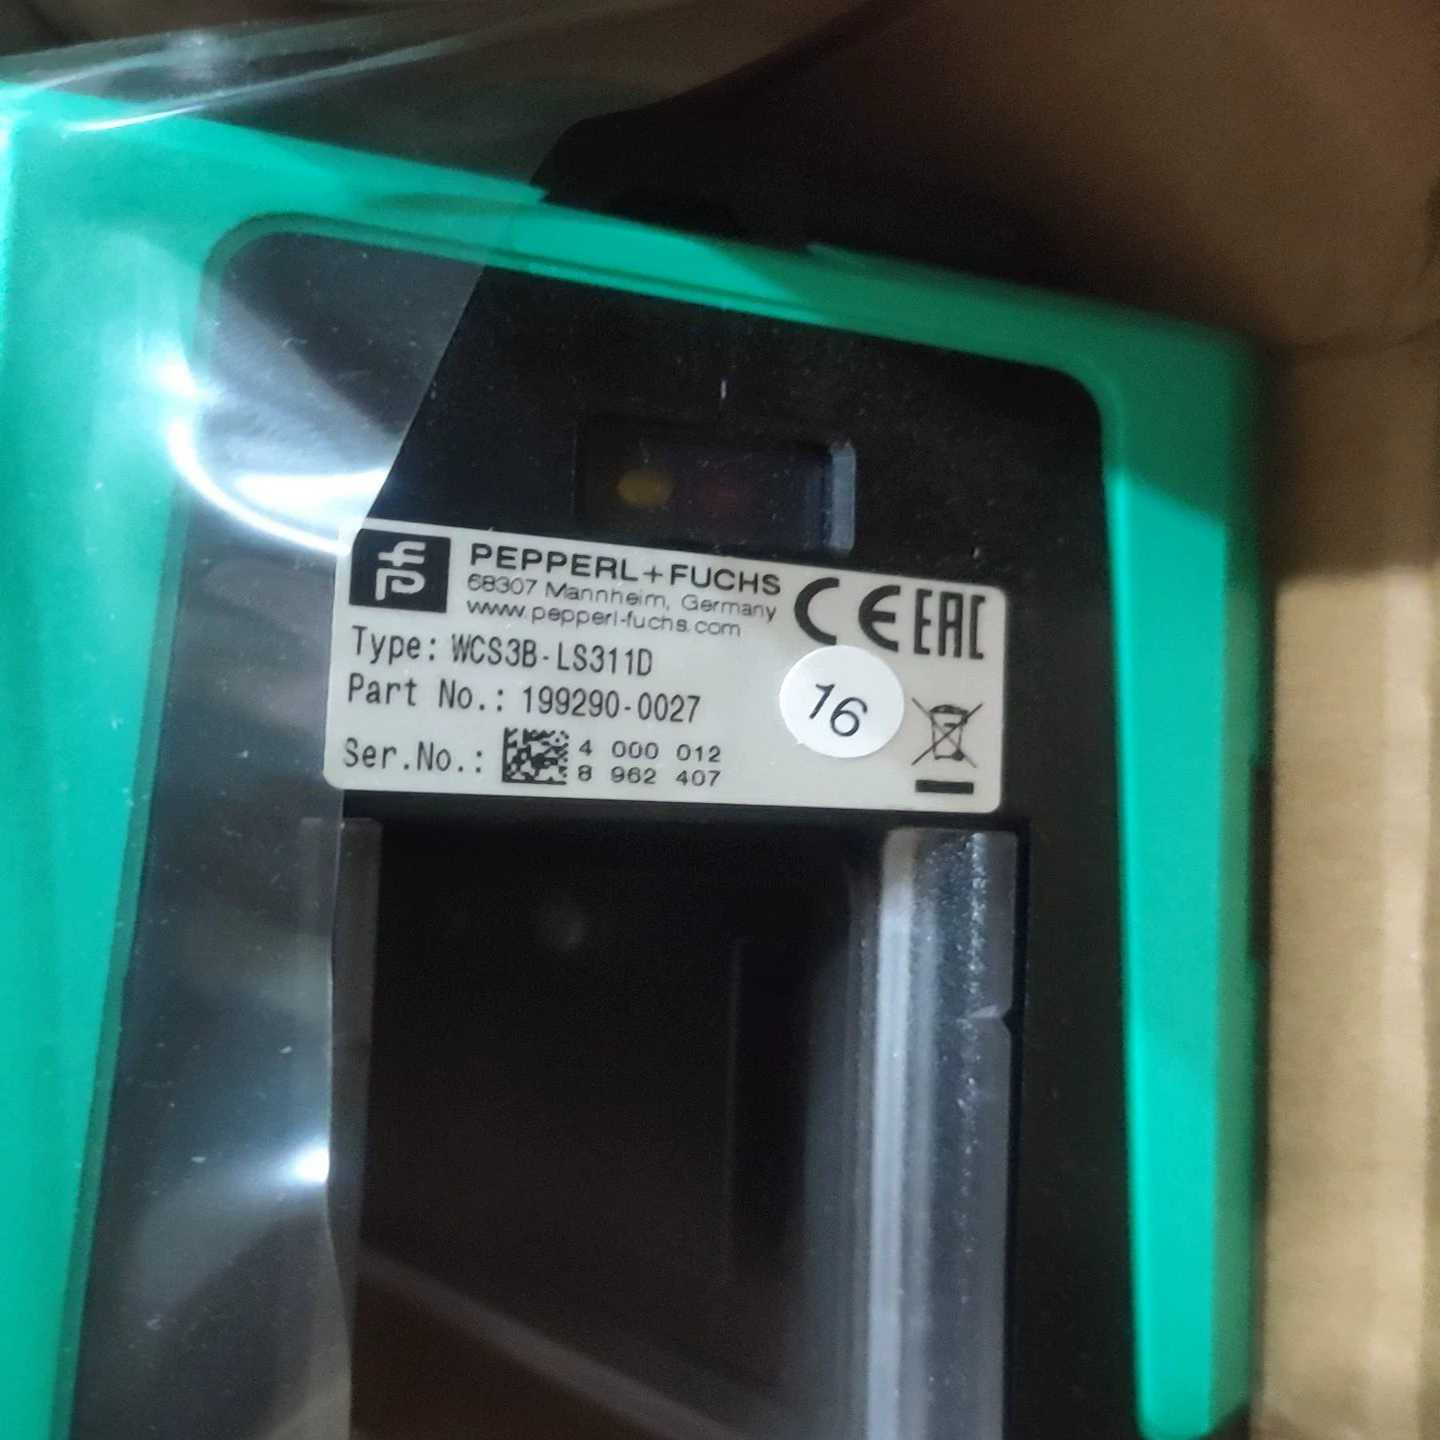 PEPPERL+FUCHS
68307 Mannheim, Germany
www.pepperl-fuchs.com
CE EAC
Type: WCS3B-LS311D
Part No.: 199290-0027
16
Ser.No.: 4 000 012
8 962 407